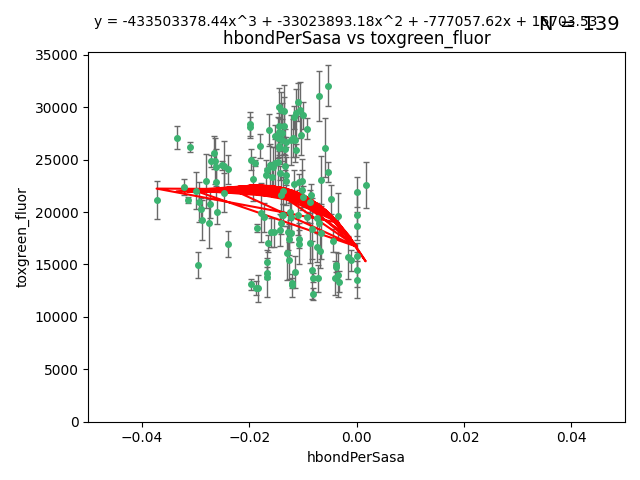 y = -433503378.44x^3 + -33023893.18x^2 + -777057.62x +
N = 139
hbondPerSasa vs toxgreen_fluor
35000
30000
25000
20000
15000
10000
5000
0
toxgreen_fluor
-0.04
-0.02
0.00
0.02
0.04
hbondPerSasa